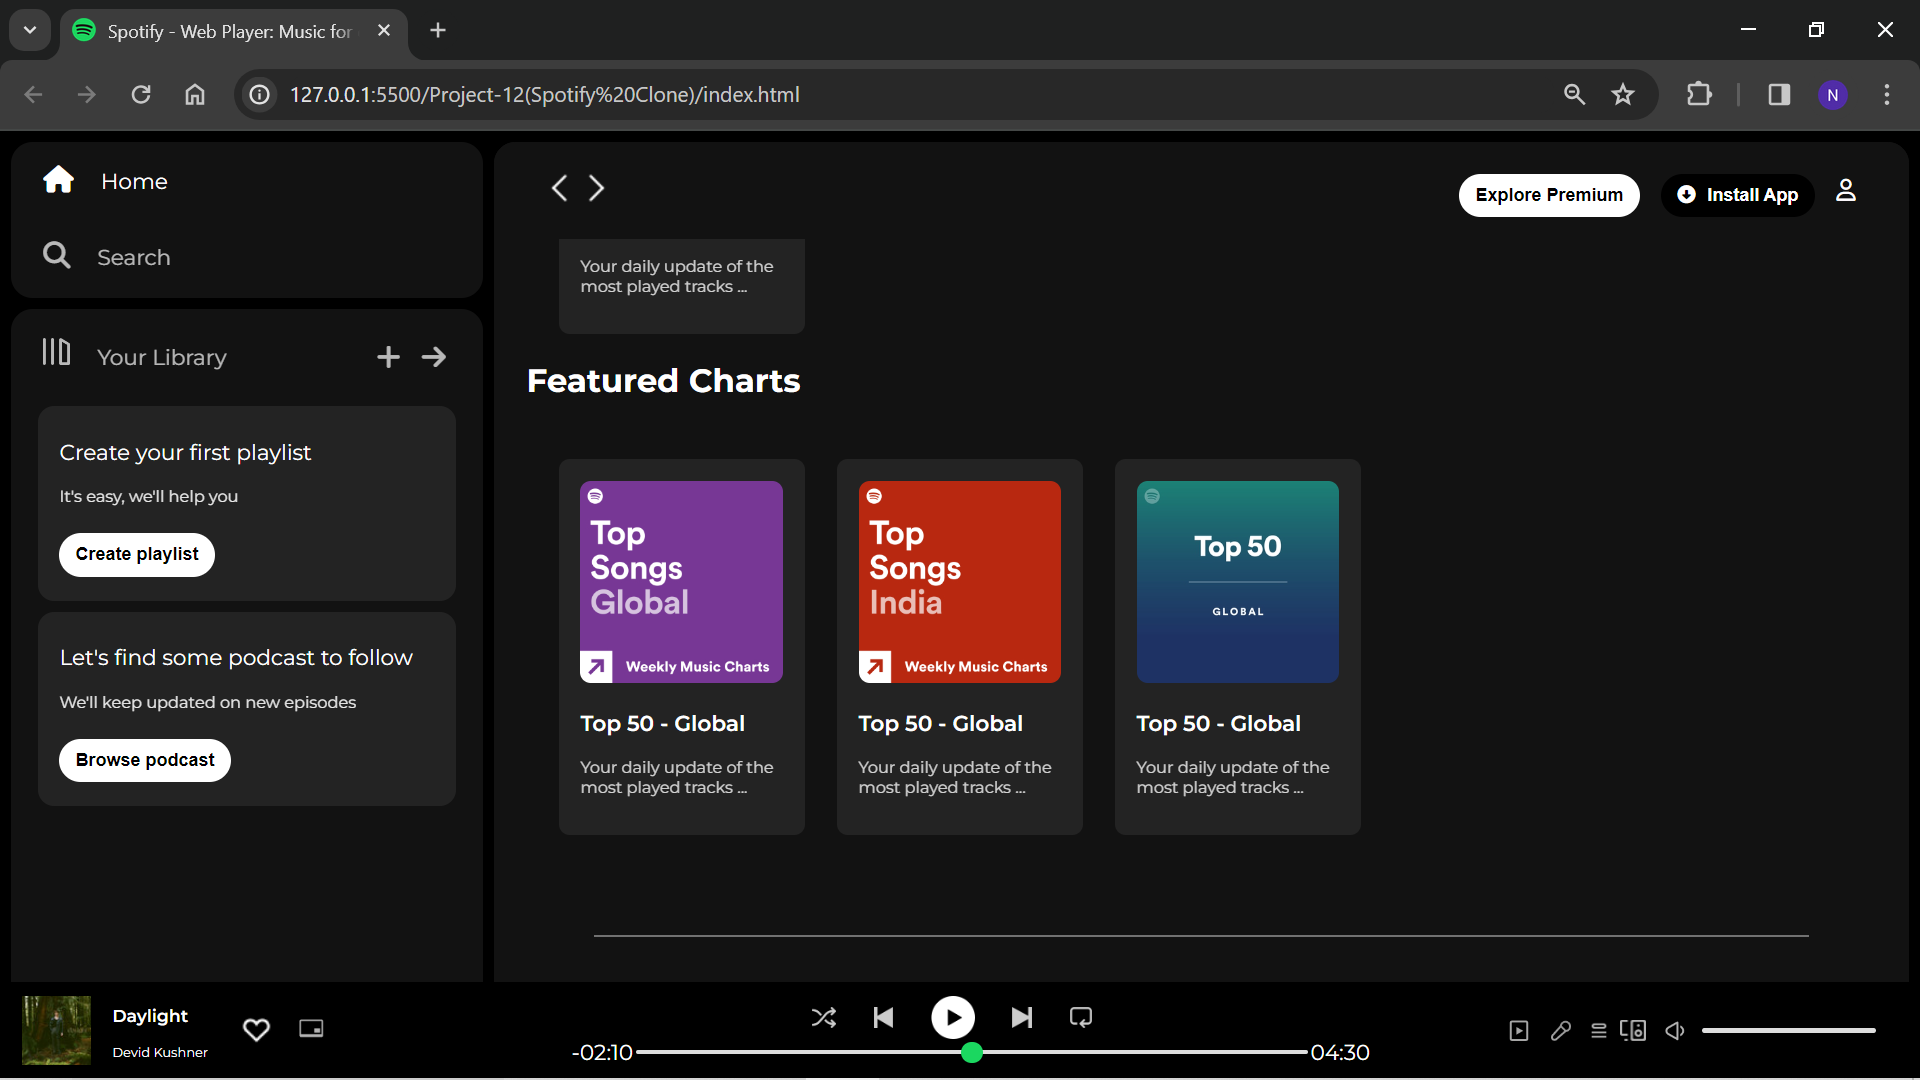 Spotify - Web Player: Music for
127.0.0.1:5500/Project-12(Spotify%20Clone)/index.html
N
Home
Search
Your Library
Create your first playlist
It's easy, we'll help you
Create playlist
Let's find some podcast to follow
We'll keep updated on new episodes
Browse podcast
Explore Premium
Install App
Your daily update of the
most played tracks ...
Featured Charts
Top
Songs
Global
Weekly Music Charts
Top 50 - Global
Your daily update of the
most played tracks ...
Top
Songs
India
Weekly Music Charts
Top 50 - Global
Your daily update of the
most played tracks ...
Top 50
GLOBAL
Top 50 - Global
Your daily update of the
most played tracks ...
Daylight
Devid Kushner
-02:10
04:30